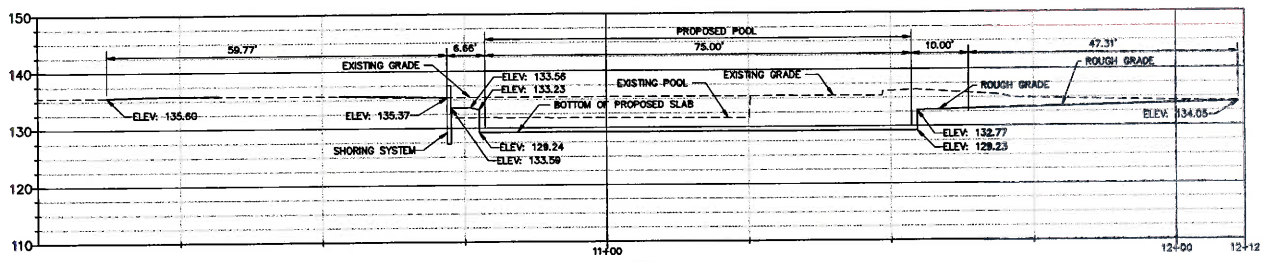 150
PROPOSED POOL
59.77' 6.66' 75.00' 10.00' 47.31'
140
EXISTING GRADE
ELEV: 133.56
ELEV: 133.23
EXISTING POOL
EXISTING GRADE
ROUGH GRADE
ROUGH GRADE
BOTTOM OF PROPOSED SLAB
ELEV: 135.60
ELEV: 135.37
ELEV: 134.05
130
SHORING SYSTEM
ELEV: 129.24
ELEV: 133.59
ELEV: 132.77
ELEV: 129.23
120
110
11+00
12+00
12+12